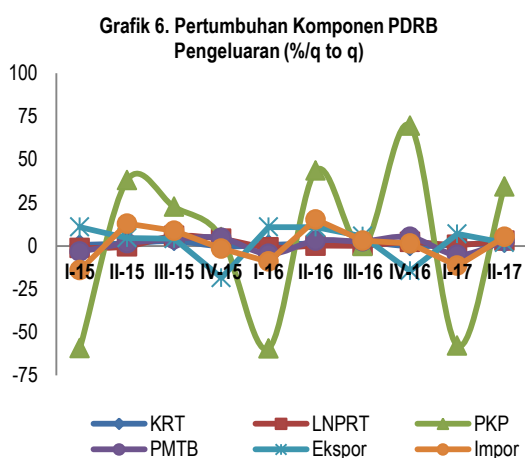 Grafik 6. Pertumbuhan Komponen PDRB
Pengeluaran (%/q to q)
100
75
50
25
0
-25
-50
-75
I-15 II-15 III-15 IV-15 I-16 II-16 III-16 IV-16 I-17 II-17
KRT LNPRT PKP
PMTB Ekspor Impor